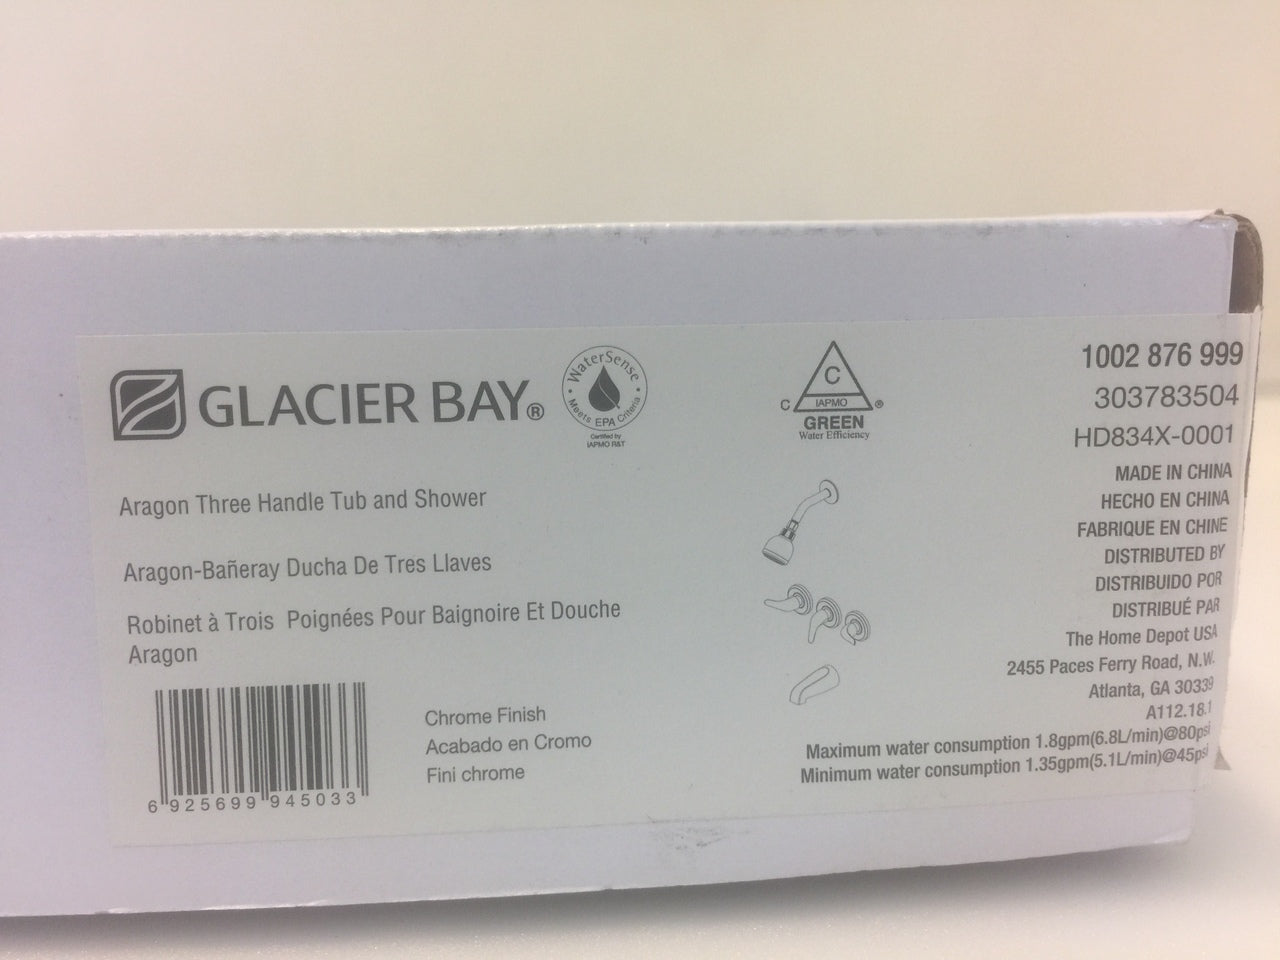 GLACIER BAY®
WaterSense
Meets EPA Criteria
Certified by
IAPMO R&T
C
C IAPMO ®
GREEN
Water Efficiency
1002 876 999
303783504
HD834X-0001
MADE IN CHINA
HECHO EN CHINA
FABRIQUE EN CHINE
DISTRIBUTED BY
DISTRIBUIDO POR
DISTRIBUÉ PAR
The Home Depot USA
2455 Paces Ferry Road, N.W.
Atlanta, GA 30339
A112.18.1
Maximum water consumption 1.8gpm(6.8L/min)@80psi
Minimum water consumption 1.35gpm(5.1L/min)@45psi
Aragon Three Handle Tub and Shower
Aragon-Bañeray Ducha De Tres Llaves
Robinet à Trois Poignées Pour Baignoire Et Douche
Aragon
Chrome Finish
Acabado en Cromo
Fini chrome
6 925699 945033